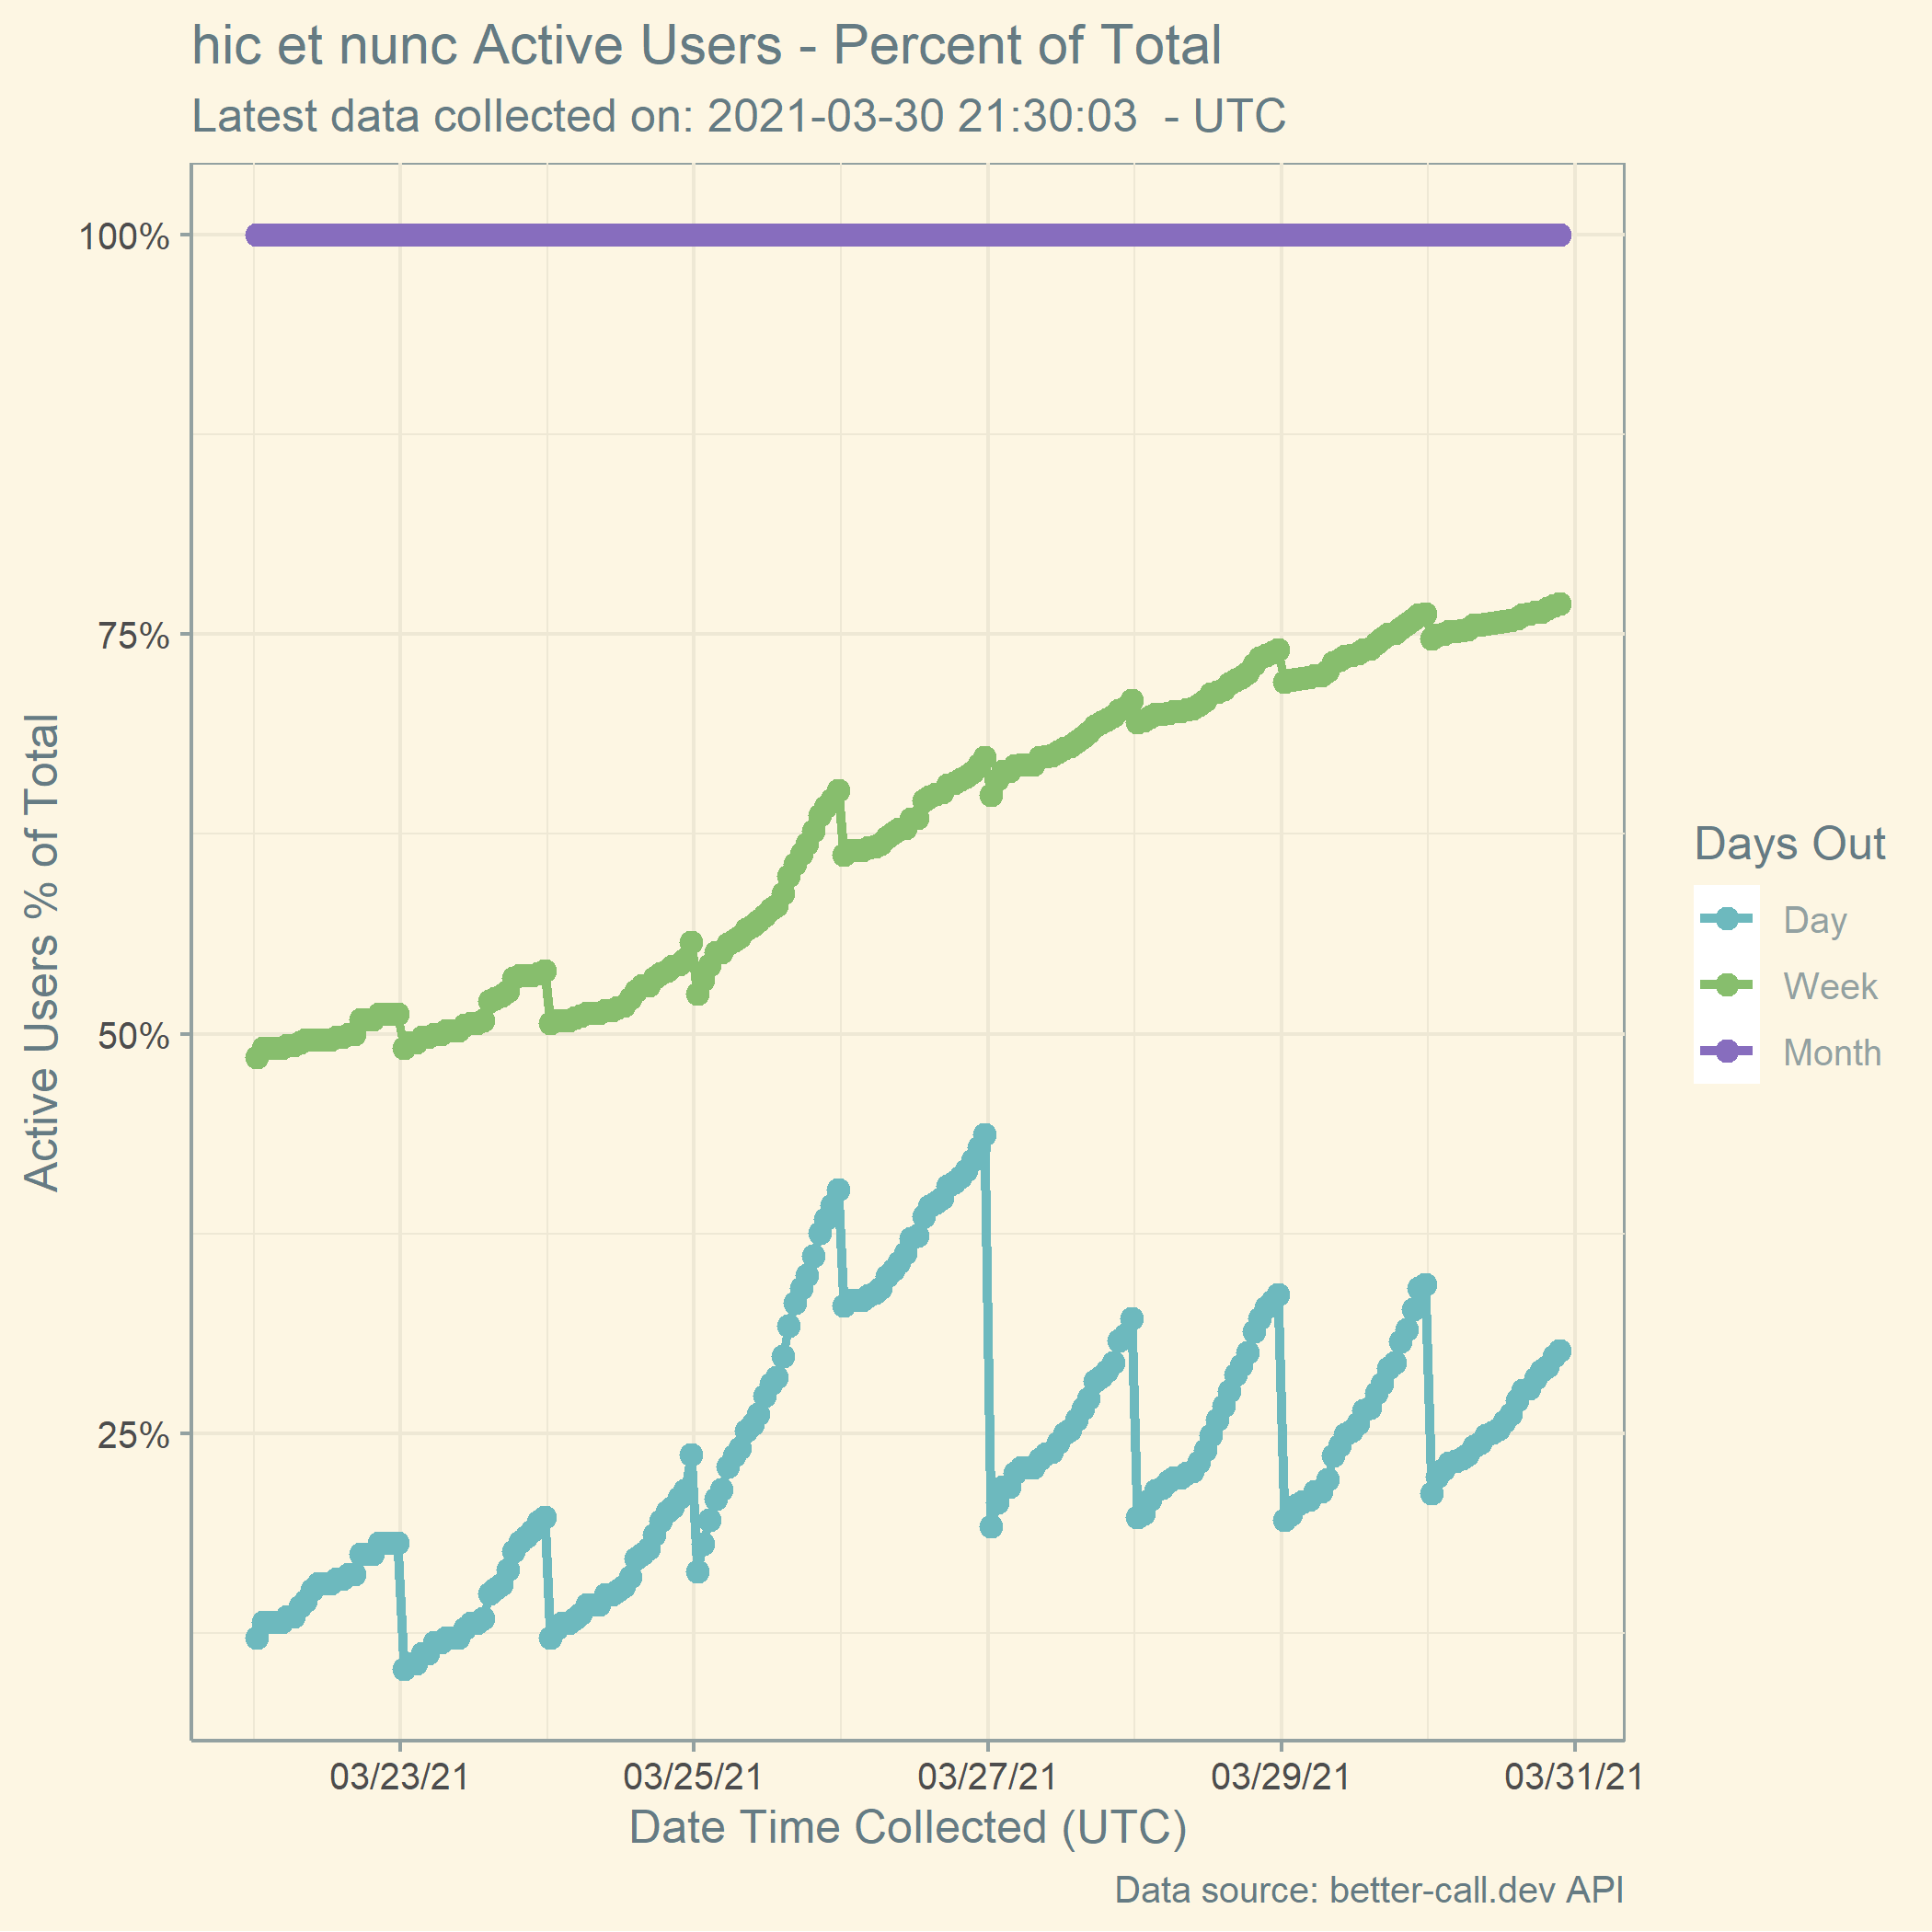 hic et nunc Active Users - Percent of Total
Latest data collected on: 2021-03-30 21:30:03  - UTC
100%
75%
50%
25%
Active Users % of Total
03/23/21
03/25/21
03/27/21
03/29/21
03/31/21
Date Time Collected (UTC)
Days Out
Day
Week
Month
Data source: better-call.dev API